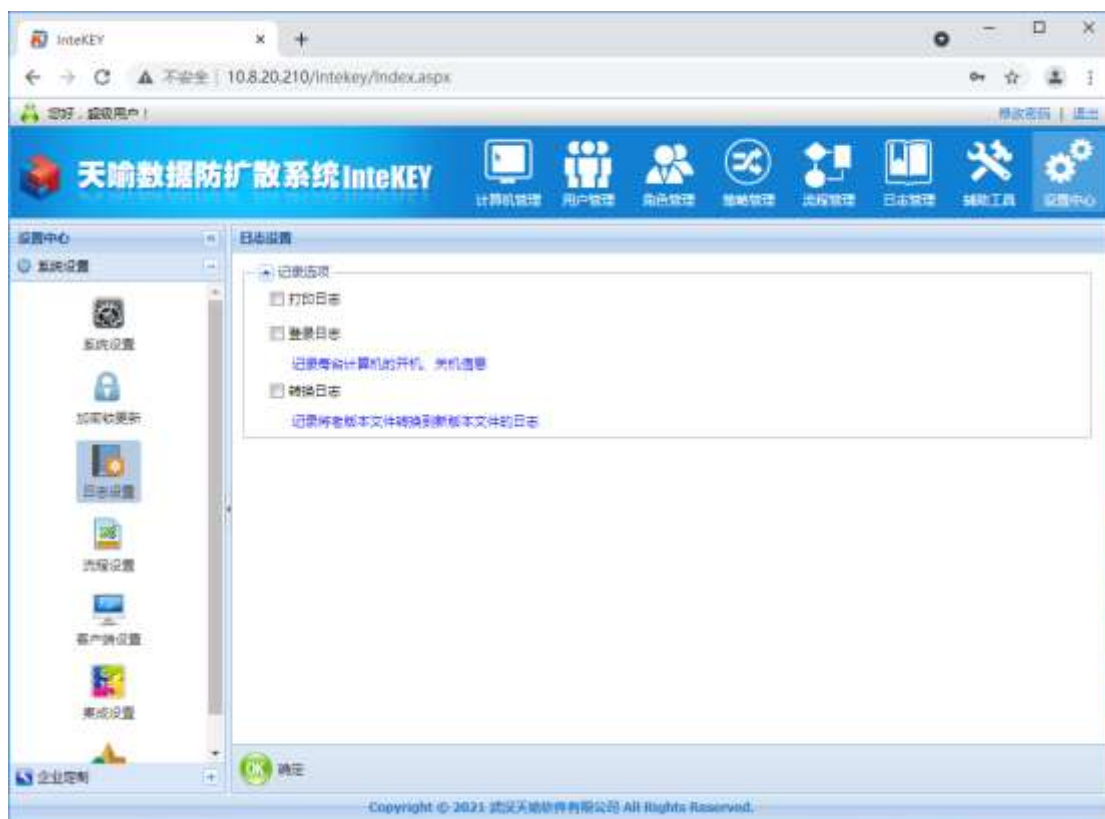 InteKEY
不安全 | 10.8.20.210/intekey/Index.aspx
您好，超级用户！
修改密码 | 退出
天喻数据防扩散系统InteKEY
计算机管理 用户管理 角色管理 策略管理 流程管理 日志管理 辅助工具 设置中心
设置中心
日志设置
系统设置
记录选项
打印日志
登录日志
记录每台计算机的开机、关机信息
转换日志
记录将老版本文件转换到新版本文件的日志
系统设置
加密锁更新
日志设置
流程设置
客户端设置
集成设置
企业定制
OK 确定
Copyright © 2021 武汉天喻软件有限公司 All Rights Reserved.